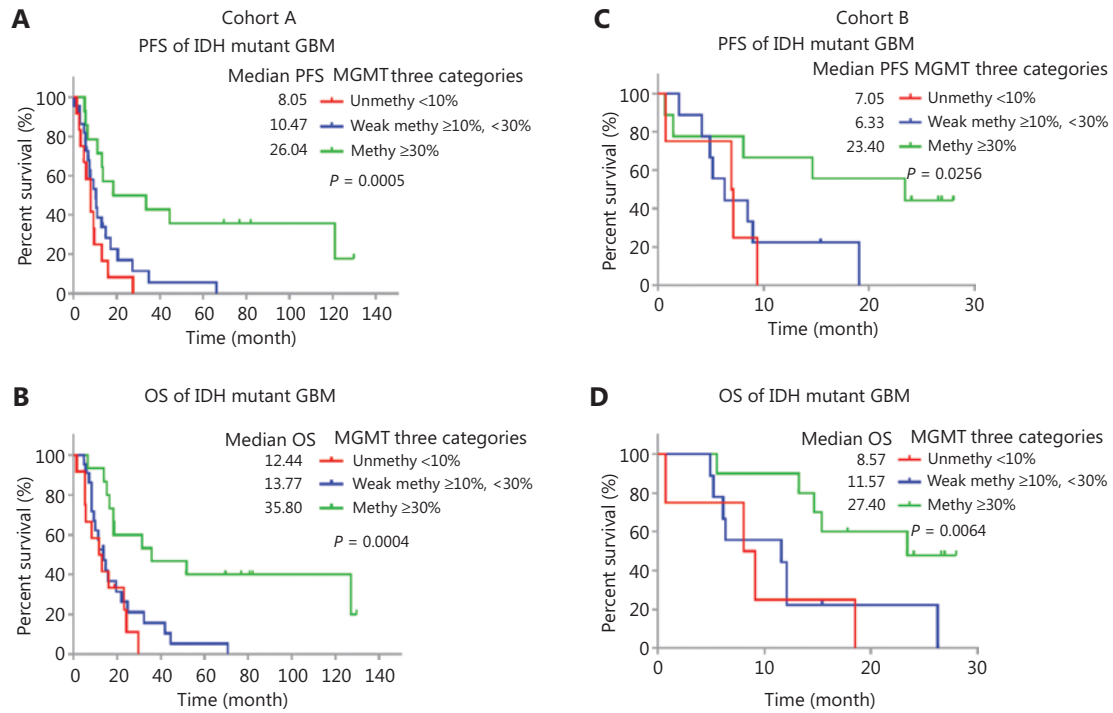 A
Cohort A
PFS of IDH mutant GBM
Median PFS MGMT three categories
8.05 Unmethy <10%
10.47 Weak methy ≥10%, <30%
26.04 Methy ≥30%
P = 0.0005
Percent survival (%)
100
80
60
40
20
0
0 20 40 60 80 100 120 140
Time (month)
C
Cohort B
PFS of IDH mutant GBM
Median PFS MGMT three categories
7.05 Unmethy <10%
6.33 Weak methy ≥10%, <30%
23.40 Methy ≥30%
P = 0.0256
Percent survival (%)
100
80
60
40
20
0
0 10 20 30
Time (month)
B
OS of IDH mutant GBM
Median OS MGMT three categories
12.44 Unmethy <10%
13.77 Weak methy ≥10%, <30%
35.80 Methy ≥30%
P = 0.0004
Percent survival (%)
100
80
60
40
20
0
0 20 40 60 80 100 120 140
Time (month)
D
OS of IDH mutant GBM
Median OS MGMT three categories
8.57 Unmethy <10%
11.57 Weak methy ≥10%, <30%
27.40 Methy ≥30%
P = 0.0064
Percent survival (%)
100
80
60
40
20
0
0 10 20 30
Time (month)